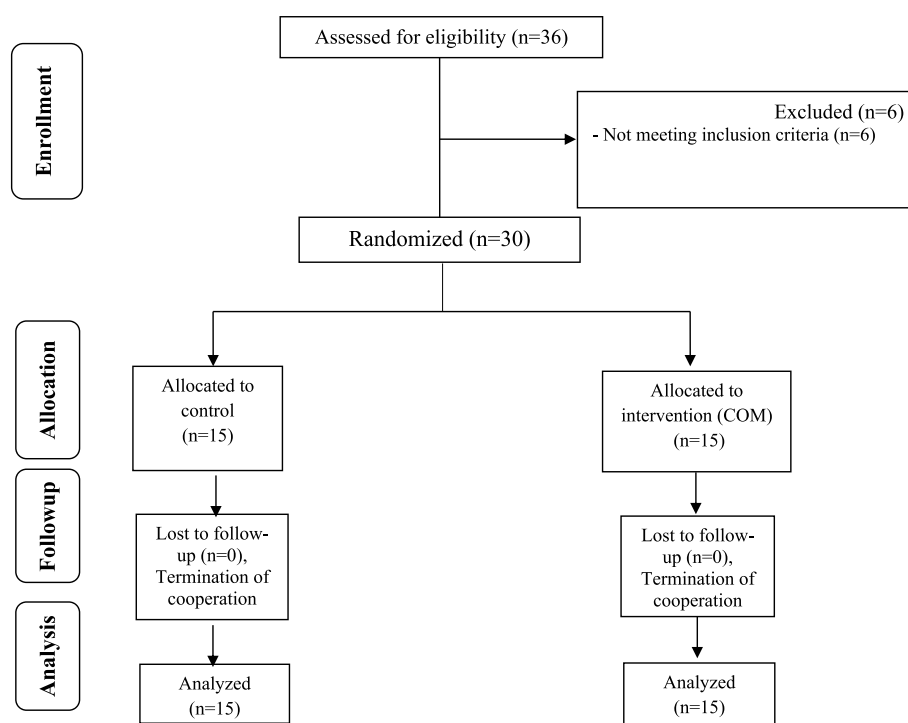 Assessed for eligibility (n=36)
Enrollment
Excluded (n=6)
- Not meeting inclusion criteria (n=6)
Randomized (n=30)
Allocation
Allocated to
control
(n=15)
Allocated to
intervention (COM)
(n=15)
Followup
Lost to follow-
up (n=0),
Termination of
cooperation
Lost to follow-
up (n=0),
Termination of
cooperation
Analysis
Analyzed
(n=15)
Analyzed
(n=15)